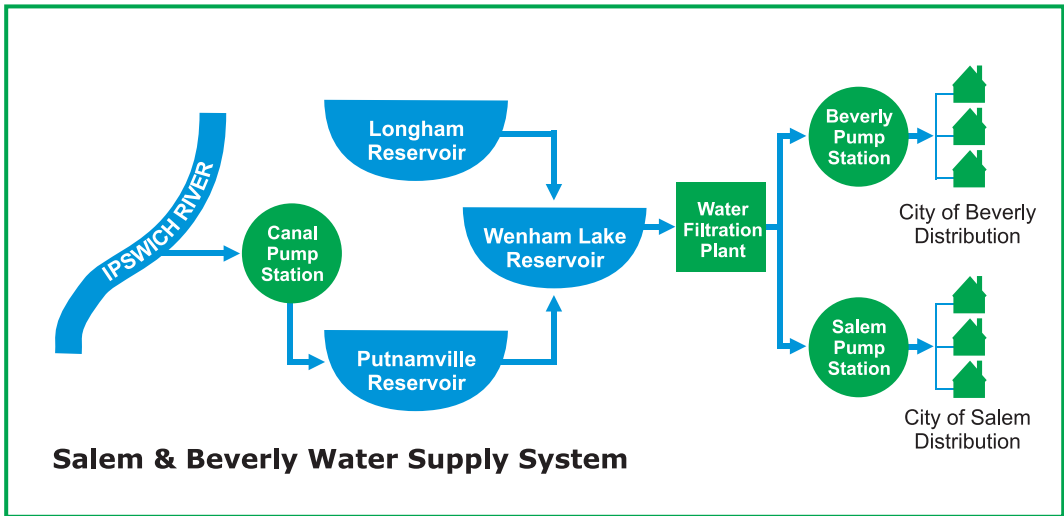 IPSWICH RIVER
Canal
Pump
Station
Longham
Reservoir
Putnamville
Reservoir
Wenham Lake
Reservoir
Water
Filtration
Plant
Beverly
Pump
Station
City of Beverly
Distribution
Salem
Pump
Station
City of Salem
Distribution
Salem & Beverly Water Supply System